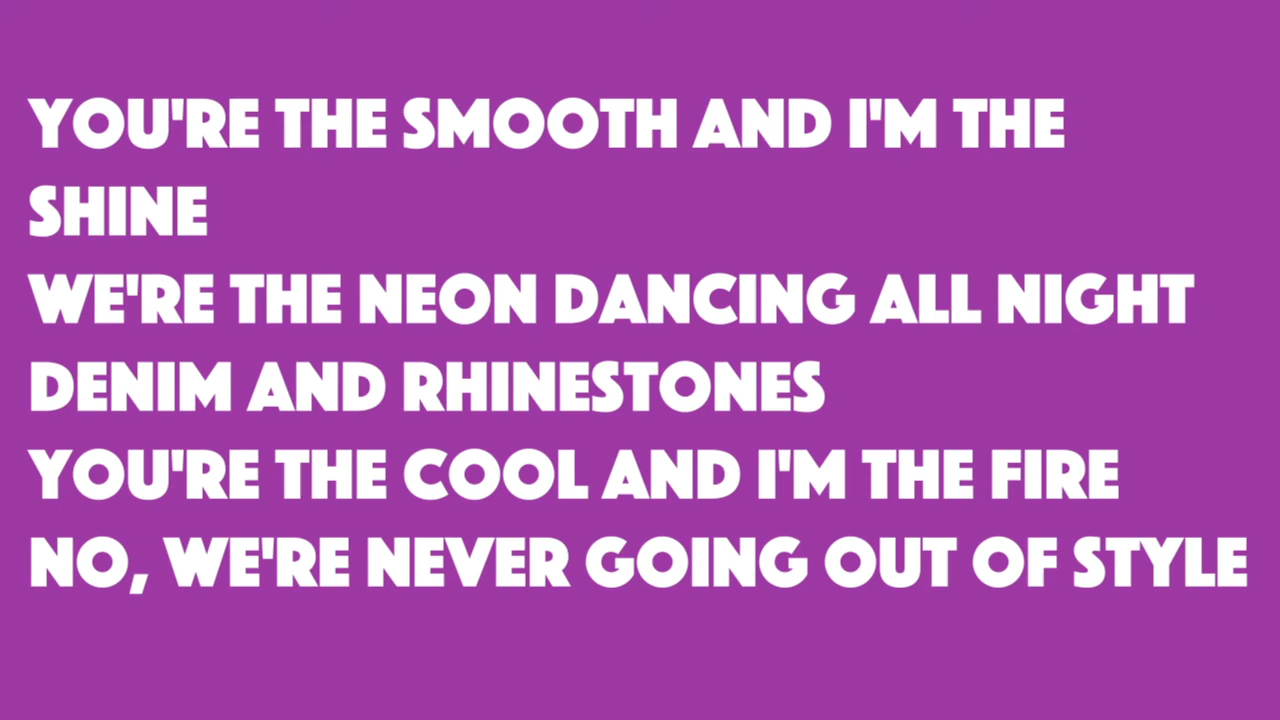 YOU'RE THE SMOOTH AND I'M THE
SHINE
WE'RE THE NEON DANCING ALL NIGHT
DENIM AND RHINESTONES
YOU'RE THE COOL AND I'M THE FIRE
NO, WE'RE NEVER GOING OUT OF STYLE